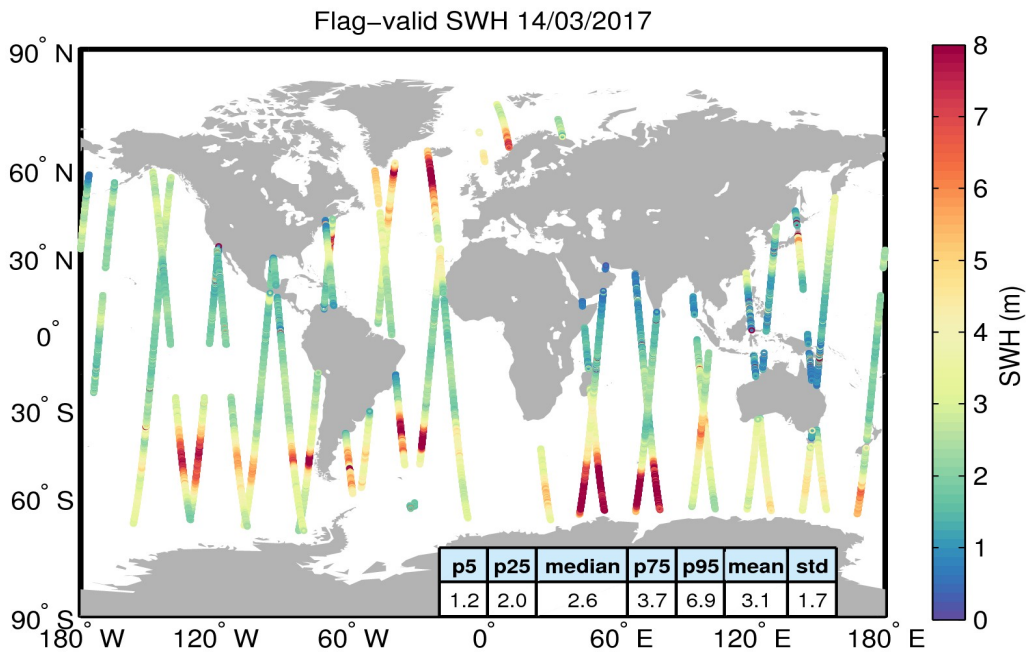 Flag−valid SWH 14/03/2017
90° N
60° N
30° N
0°
30° S
60° S
90° S
180° W
120° W
60° W
0°
60° E
120° E
180° E
p5 p25 median p75 p95 mean std
1.2 2.0 2.6 3.7 6.9 3.1 1.7
8
7
6
5
4
3
2
1
0
SWH (m)